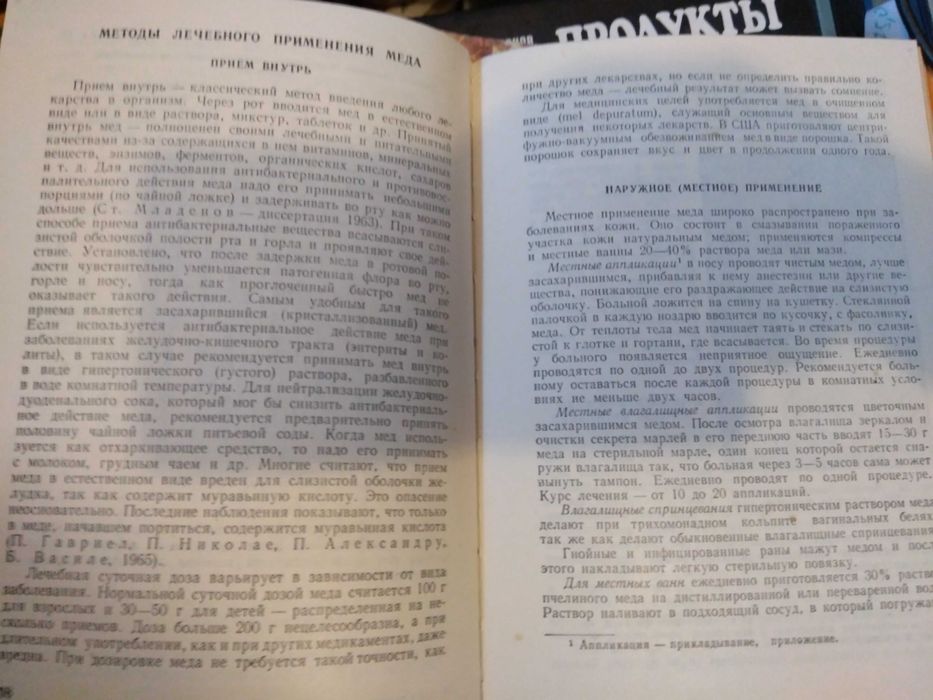 ПРОДУКТЫ
МЕТОДЫ ЛЕЧЕБНОГО ПРИМЕНЕНИЯ МЕДА
ПРИЕМ ВНУТРЬ
Прием внутрь — классический метод введения любого ле-
карства в организм. Через рот вводится мед в естественном
виде или в виде раствора, микстур, таблеток и др. Принятый
внутрь мед — полноценен своими лечебными и питательными
качествами из-за содержащихся в нем витаминов, минеральных
веществ, энзимов, ферментов, органических кислот, сахаров
и т. д. Для использования антибактериального и противовос-
палительного действия меда надо его принимать небольшими
порциями (по чайной ложке) и задерживать во рту как можно
дольше (Ст. Младенов — диссертация 1963). При таком
способе приема антибактериальные вещества всасываются сли-
зистой оболочкой полости рта и горла и проявляют свое дей-
ствие. Установлено, что после задержки меда в ротовой по-
лости чувствительно уменьшается патогенная флора во рту,
горле и носу, тогда как проглоченный быстро мед не
оказывает такого действия. Самым удобным для такого
приема является засахарившийся (кристаллизованный) мед.
Если используется антибактериальное действие меда при
заболеваниях желудочно-кишечного тракта (энтериты и ко-
литы), в таком случае рекомендуется принимать мед внутрь
в виде гипертонического (густого) раствора, разбавленного
в воде комнатной температуры. Для нейтрализации желудочно-
дуоденального сока, который мог бы снизить антибактериаль-
ное действие меда, рекомендуется предварительно принять
половину чайной ложки питьевой соды. Когда мед исполь-
зуется как отхаркивающее средство, то надо его принимать
с молоком, грудным чаем и др. Многие считают, что прием
меда в естественном виде вреден для слизистой оболочки же-
лудка, так как содержит муравьиную кислоту. Это опасение
неосновательно. Последние наблюдения показывают, что только
в меде, начавшем портиться, содержится муравьиная кислота
(П. Гавриел, П. Николае, П. Александру,
Б. Василе, 1965).
Лечебная суточная доза варьирует в зависимости от вида
заболевания. Нормальной суточной дозой меда считается 100 г
для взрослых и 30—50 г для детей — распределенная на не-
сколько приемов. Доза больше 200 г нецелесообразна, а при
длительном употреблении, как и при других медикаментах, даже
вредна. При дозировке меда не требуется такой точности, как
при других лекарствах, но если не определить правильно ко-
личество меда — лечебный результат может вызвать сомнение.
Для медицинских целей употребляется мед в очищенном
виде (mel depuratum), служащий основным веществом для
получения некоторых лекарств. В США приготовляют центри-
фужно-вакуумным обезвоживанием мед в виде порошка. Такой
порошок сохраняет вкус и цвет в продолжении одного года.
НАРУЖНОЕ (МЕСТНОЕ) ПРИМЕНЕНИЕ
Местное применение меда широко распространено при за-
болеваниях кожи. Оно состоит в смазывании пораженного
участка кожи натуральным медом; применяются компрессы
и местные ванны 20—40% раствора меда или мази.
Местные аппликации¹ в носу проводят чистым медом, лучше
засахарившимся, прибавляя к нему анестезин или другие ве-
щества, понижающие его раздражающее действие на слизистую
оболочку. Больной ложится на спину на кушетку. Стеклянной
палочкой в каждую ноздрю вводится по кусочку, с фасолинку,
меда. От теплоты тела мед начинает таять и стекать по слизи-
стой к глотке и гортани, где всасывается. Во время процедуры
у больного появляется неприятное ощущение. Ежедневно
проводятся по одной до двух процедур. Рекомендуется боль-
ному оставаться после каждой процедуры в комнатных усло-
виях не меньше двух часов.
Местные влагалищные аппликации проводятся цветочным
засахарившимся медом. После осмотра влагалища зеркалом и
очистки секрета марлей в его переднюю часть вводят 15—30 г
меда на стерильной марле, один конец которой остается сна-
ружи влагалища так, что больная через 3—5 часов сама может
вынуть тампон. Ежедневно проводят по одной процедуре.
Курс лечения — от 10 до 20 аппликаций.
Влагалищные спринцевания гипертоническим раствором меда
делают при трихомонадном кольпите вагинальных белях
так же как делают обыкновенные влагалищные спринцевания
Гнойные и инфицированные раны мажут медом и посл
этого накладывают легкую стерильную повязку.
Для местных ванн ежедневно приготовляется 30% раство
пчелиного меда на дистиллированной или переваренной вод
Раствор наливают в подходящий сосуд, в который погружа
¹ Аппликация — прикладывание, приложение.